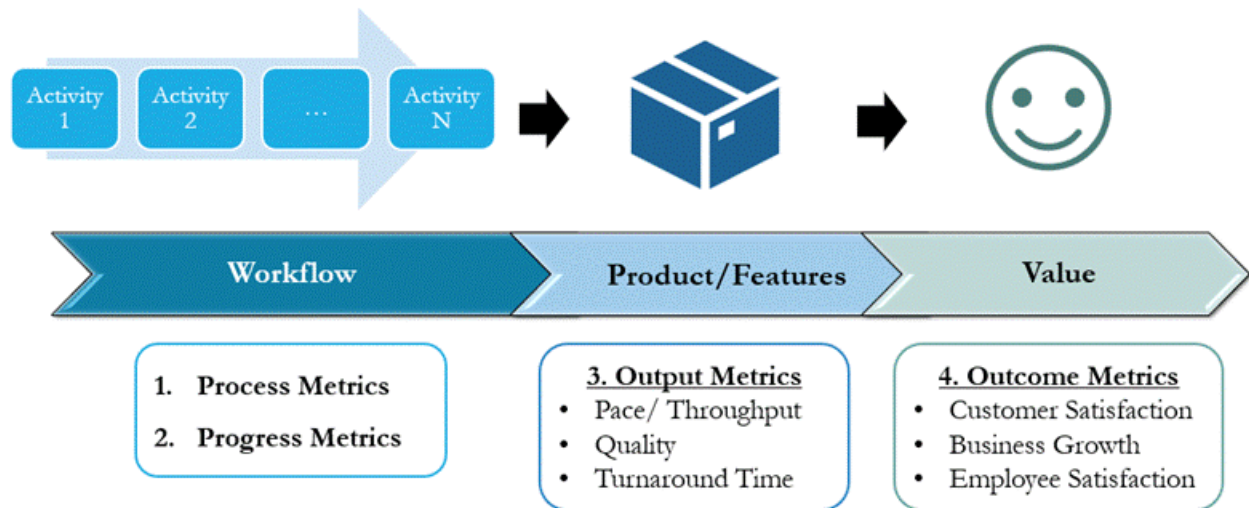 Activity
1
Activity
2
...
Activity
N
Workflow
Product/Features
Value
1. Process Metrics
2. Progress Metrics
3. Output Metrics
• Pace/ Throughput
• Quality
• Turnaround Time
4. Outcome Metrics
• Customer Satisfaction
• Business Growth
• Employee Satisfaction